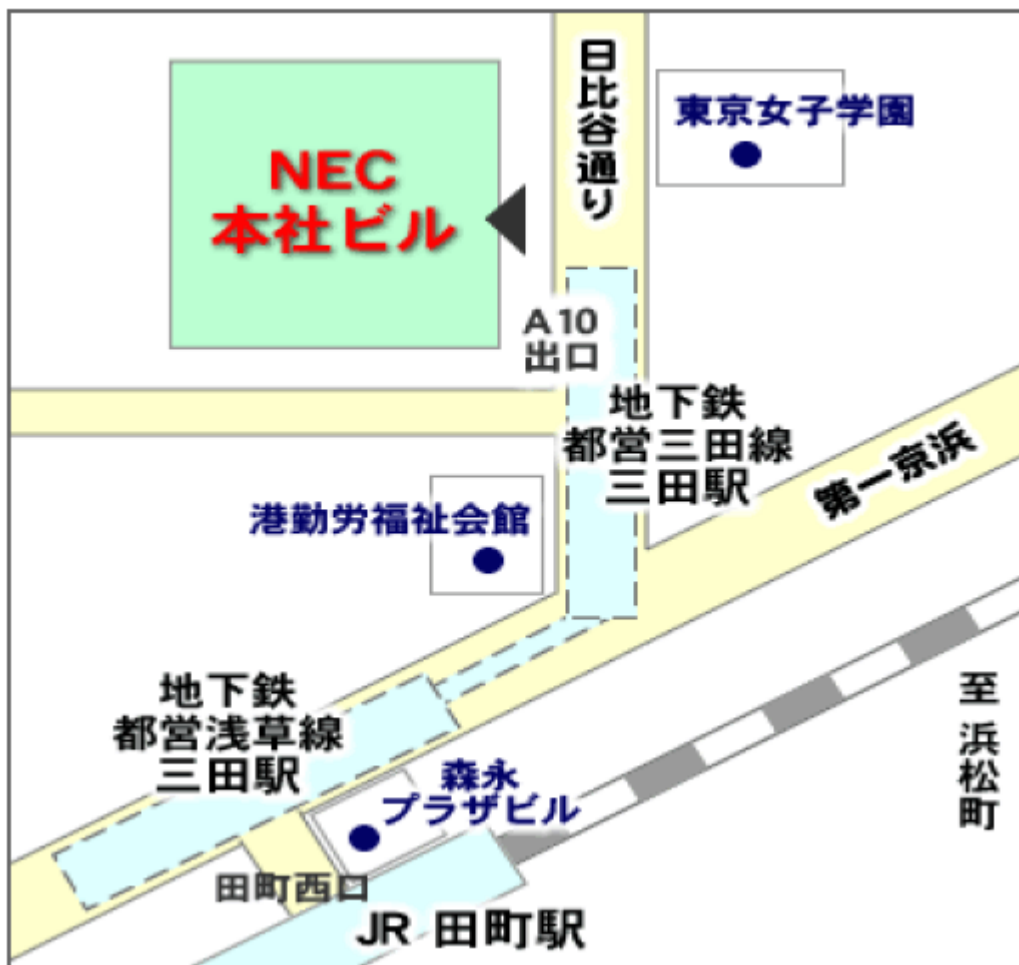 日比谷通り
東京女子学園
NEC
本社ビル
A10
出口
地下鉄
都営三田線
三田駅
第一京浜
港勤労福祉会館
地下鉄
都営浅草線
三田駅
至 浜松町
森永
プラザビル
田町西口
JR 田町駅